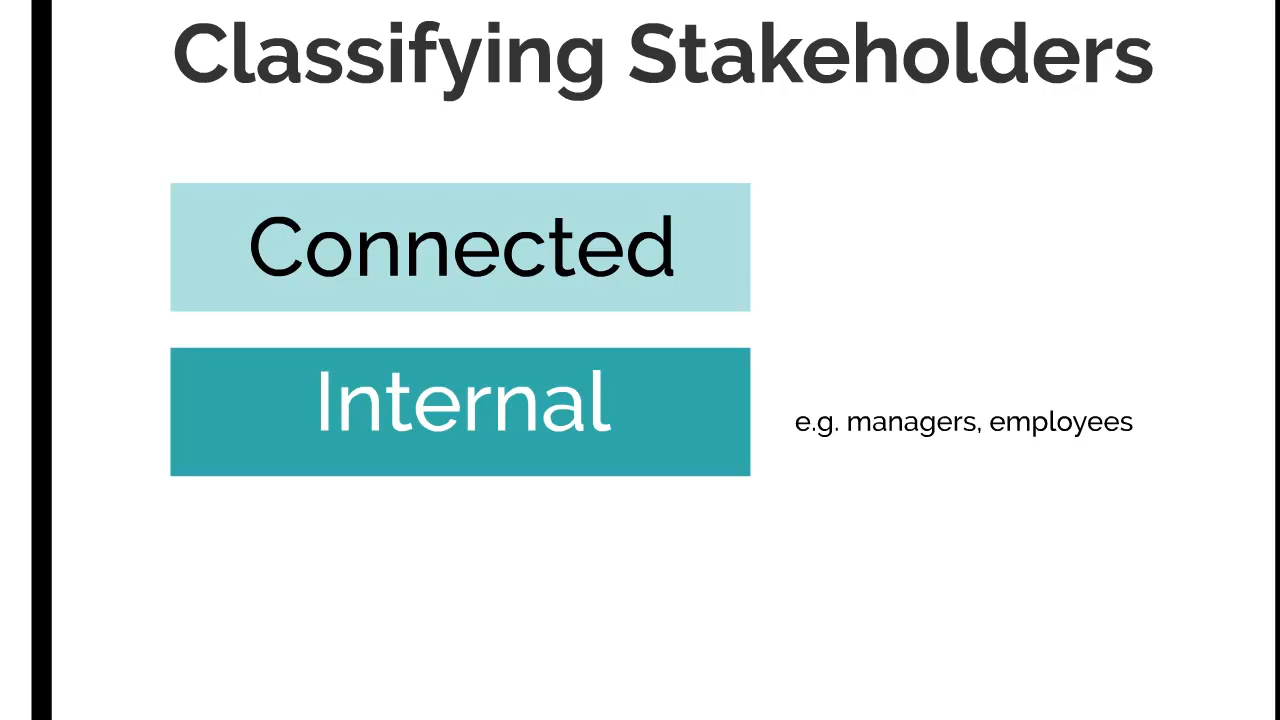 Classifying Stakeholders
Connected
Internal
e.g. managers, employees